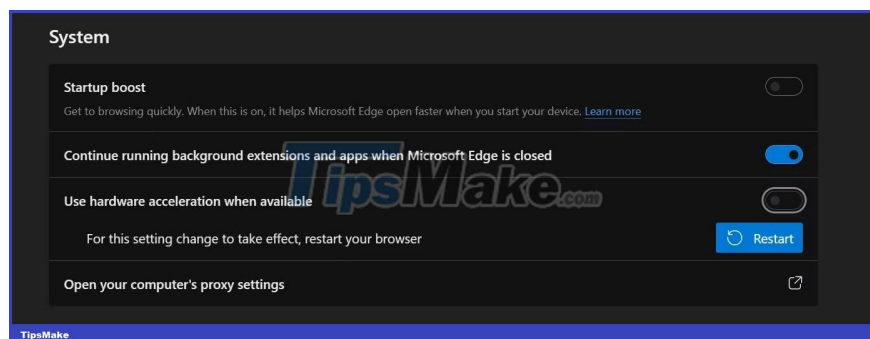 System
Startup boost
Get to browsing quickly. When this is on, it helps Microsoft Edge open faster when you start your device. Learn more
Continue running background extensions and apps when Microsoft Edge is closed
TipsMake.com
Use hardware acceleration when available
For this setting change to take effect, restart your browser
Restart
Open your computer's proxy settings
TipsMake